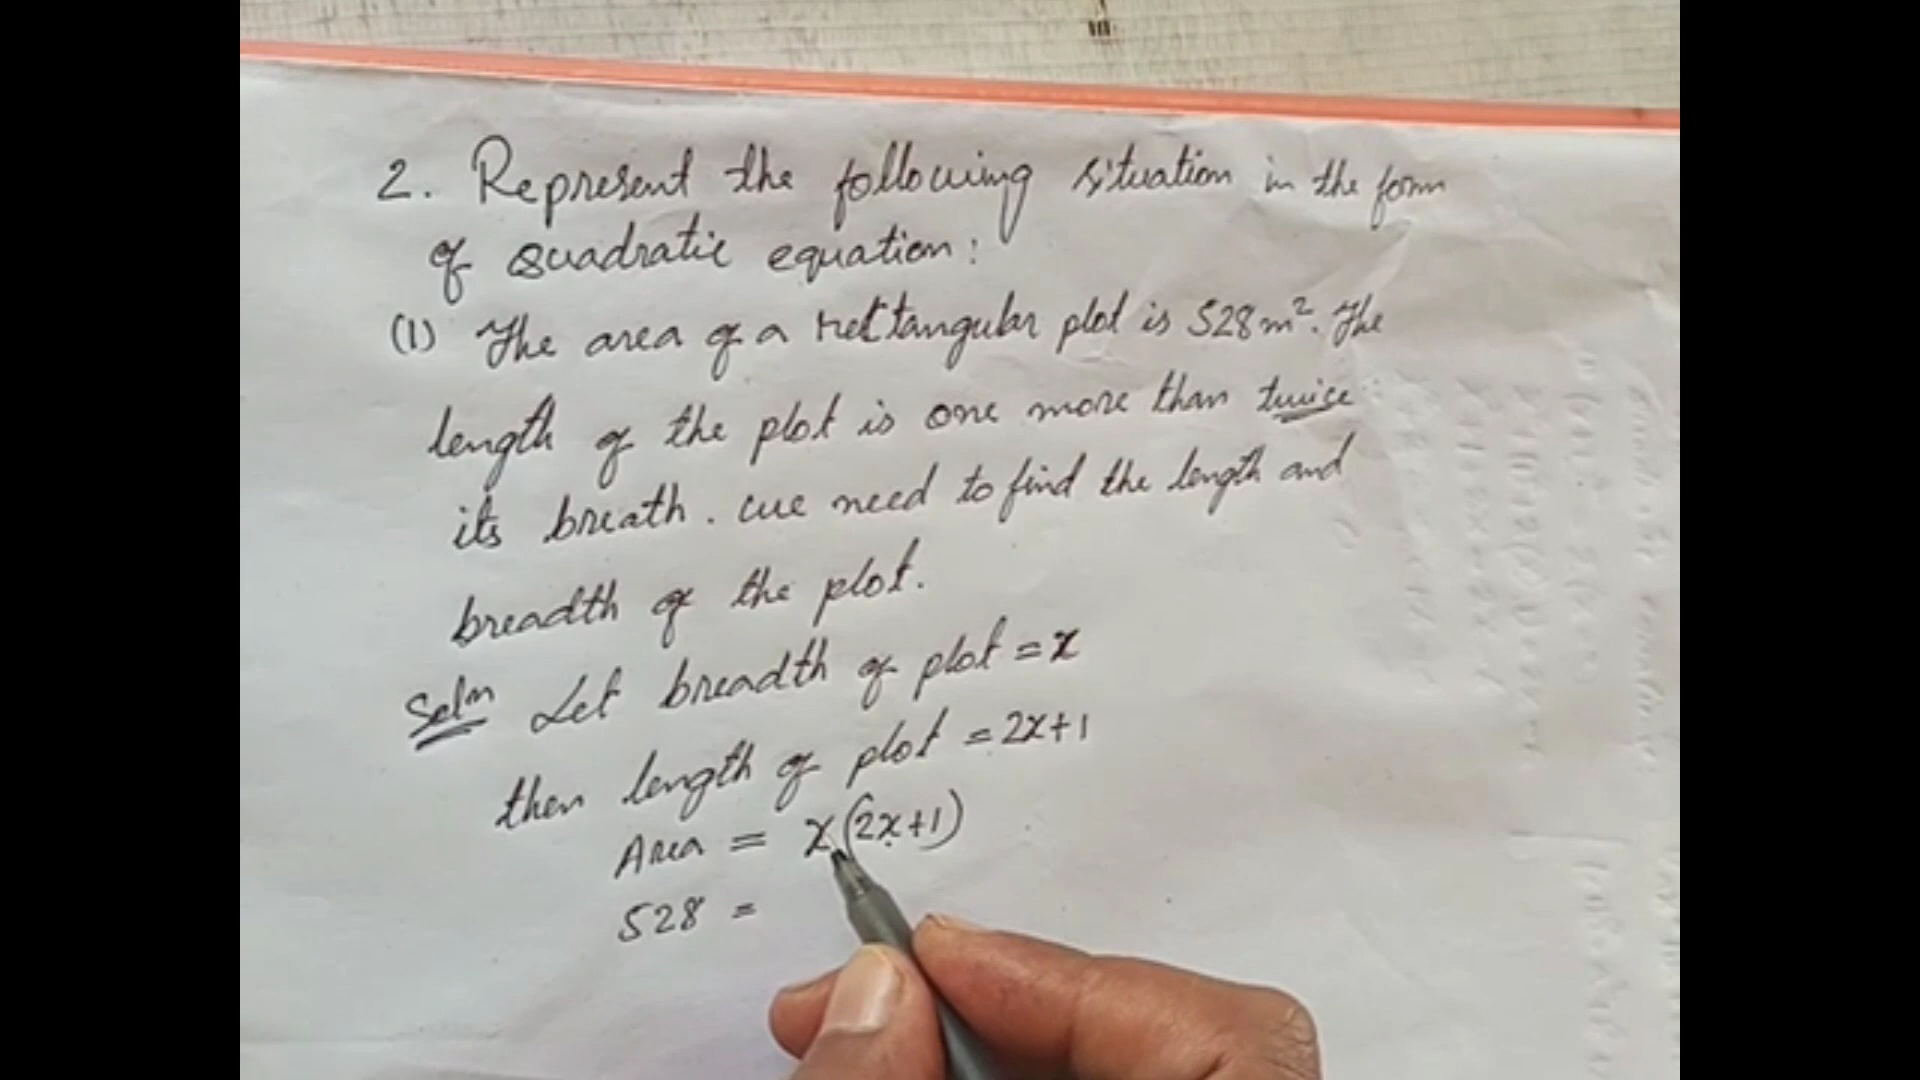 2. Represent the following situation in the form
of quadratic equation:
(1) The area of a rectangular plot is 528m². The
length of the plot is one more than twice
its breath. we need to find the length and
breadth of the plot.
Soln Let breadth of plot = x
then length of plot = 2x+1
Area = x(2x+1)
528 =